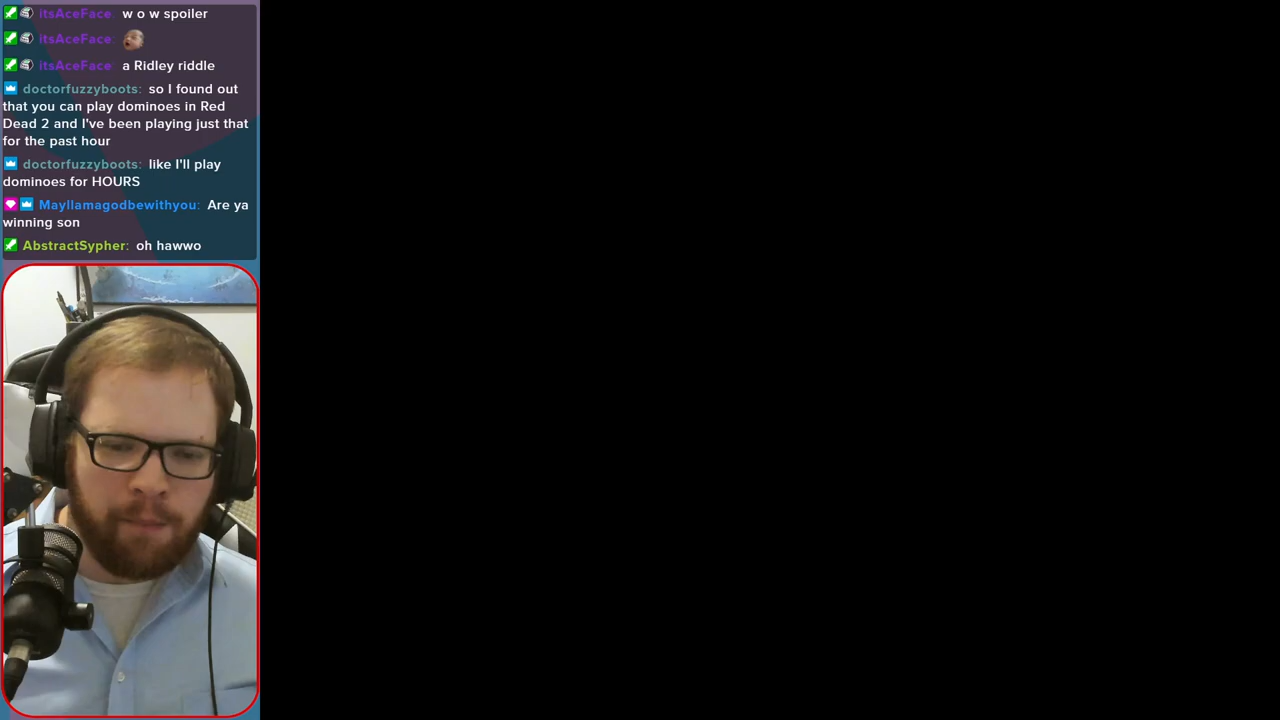 itsAceFace: w o w spoiler
itsAceFace:
itsAceFace: a Ridley riddle
doctorfuzzyboots: so I found out
that you can play dominoes in Red
Dead 2 and I've been playing just that
for the past hour
doctorfuzzyboots: like I'll play
dominoes for HOURS
Mayllamagodbewithyou: Are ya
winning son
AbstractSypher: oh hawwo